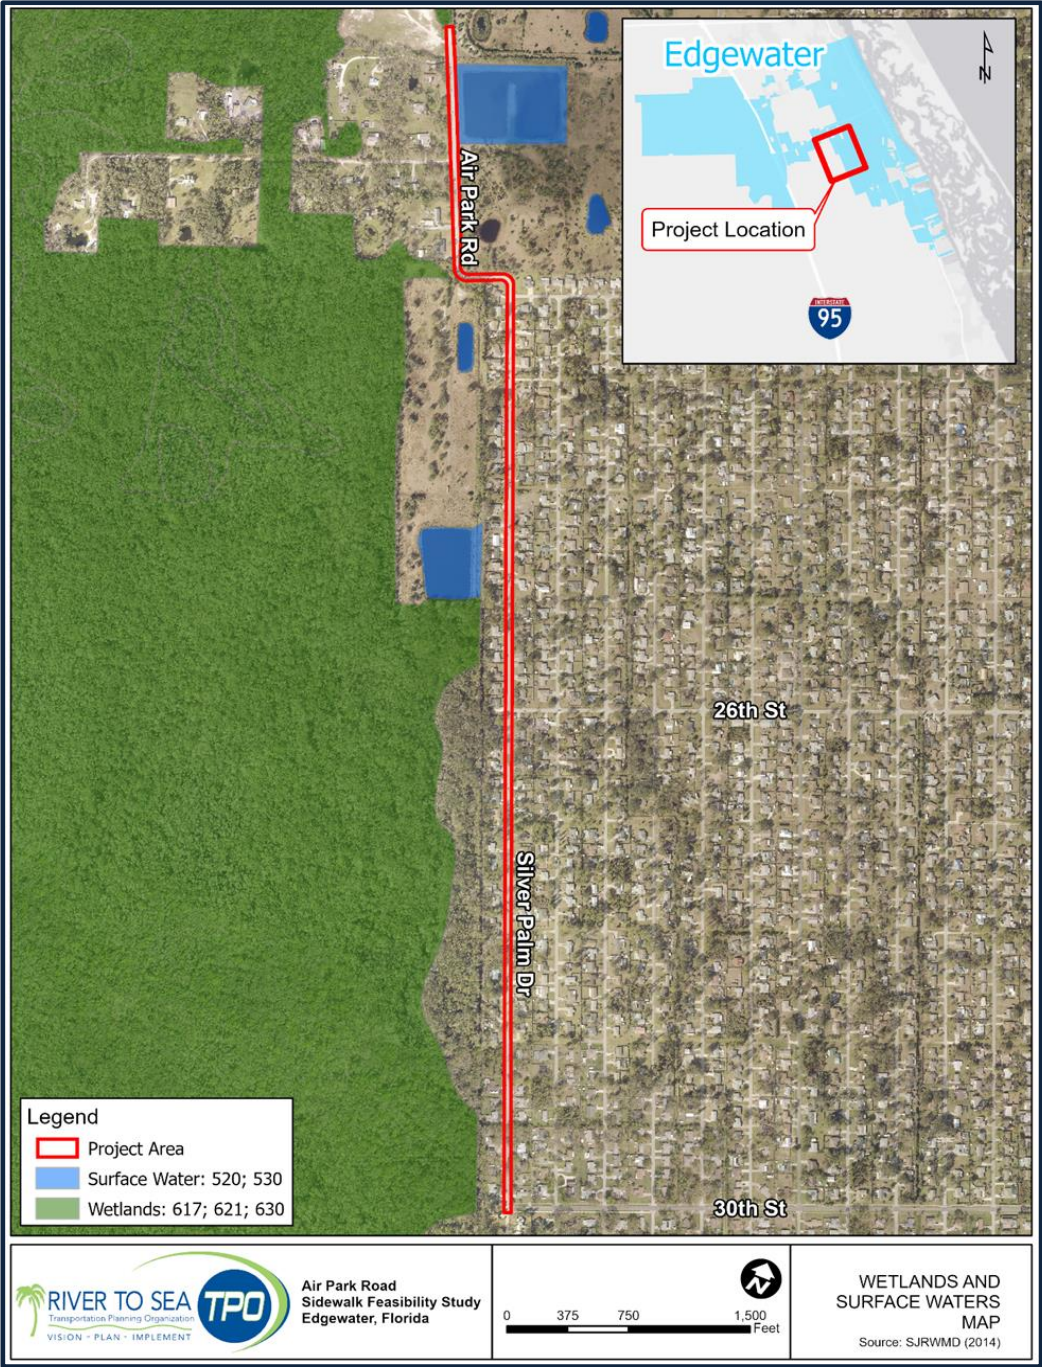 Edgewater
N
Project Location
INTERSTATE
95
Air Park Rd
26th St
Silver Palm Dr
30th St
Legend
Project Area
Surface Water: 520; 530
Wetlands: 617; 621; 630
RIVER TO SEA
Transportation Planning Organization
VISION - PLAN - IMPLEMENT
TPO
Air Park Road
Sidewalk Feasibility Study
Edgewater, Florida
N
0 375 750 1,500
Feet
WETLANDS AND
SURFACE WATERS
MAP
Source: SJRWMD (2014)